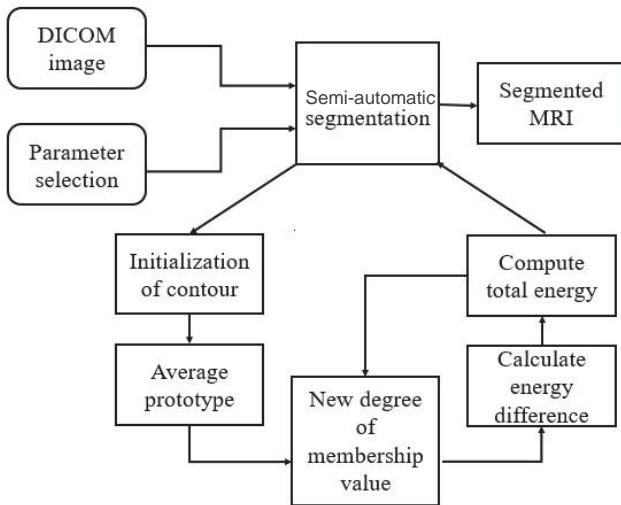 DICOM
image
Semi-automatic
segmentation
Segmented
MRI
Parameter
selection
Initialization
of contour
Compute
total energy
Average
prototype
New degree
of
membership
value
Calculate
energy
difference